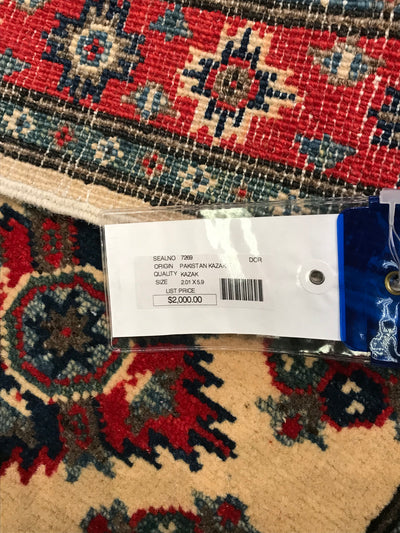 SEALNO 7269 DCR
ORIGIN PAKISTAN KAZAK
QUALITY KAZAK
SIZE 2.01 X 5.9
LIST PRICE
$2,000.00